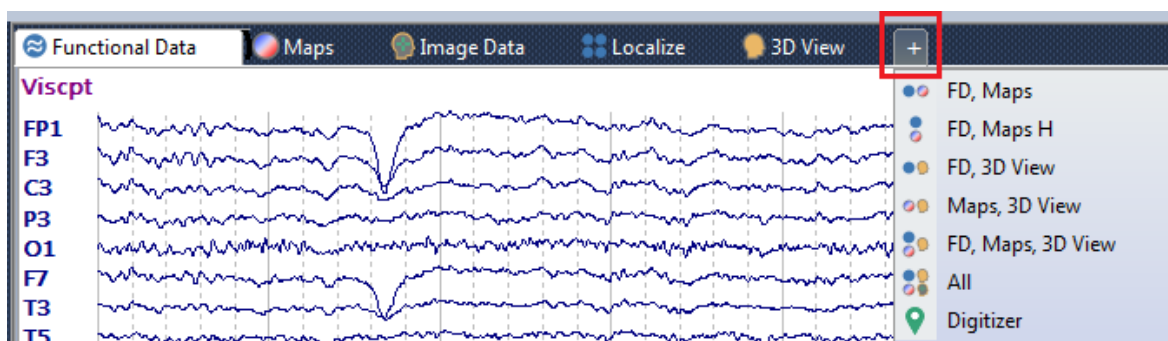 Functional Data Maps Image Data Localize 3D View +
Viscpt
FP1
F3
C3
P3
O1
F7
T3
T5
FD, Maps
FD, Maps H
FD, 3D View
Maps, 3D View
FD, Maps, 3D View
All
Digitizer